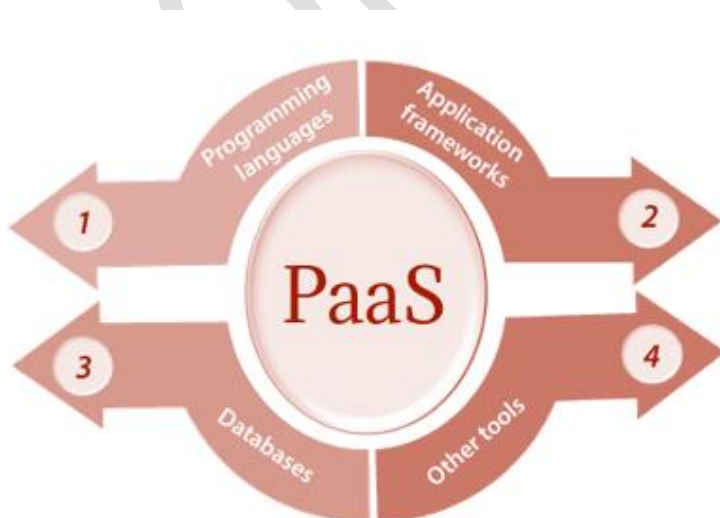 Programming
languages
Application
frameworks
1
2
PaaS
3
4
Databases
Other tools